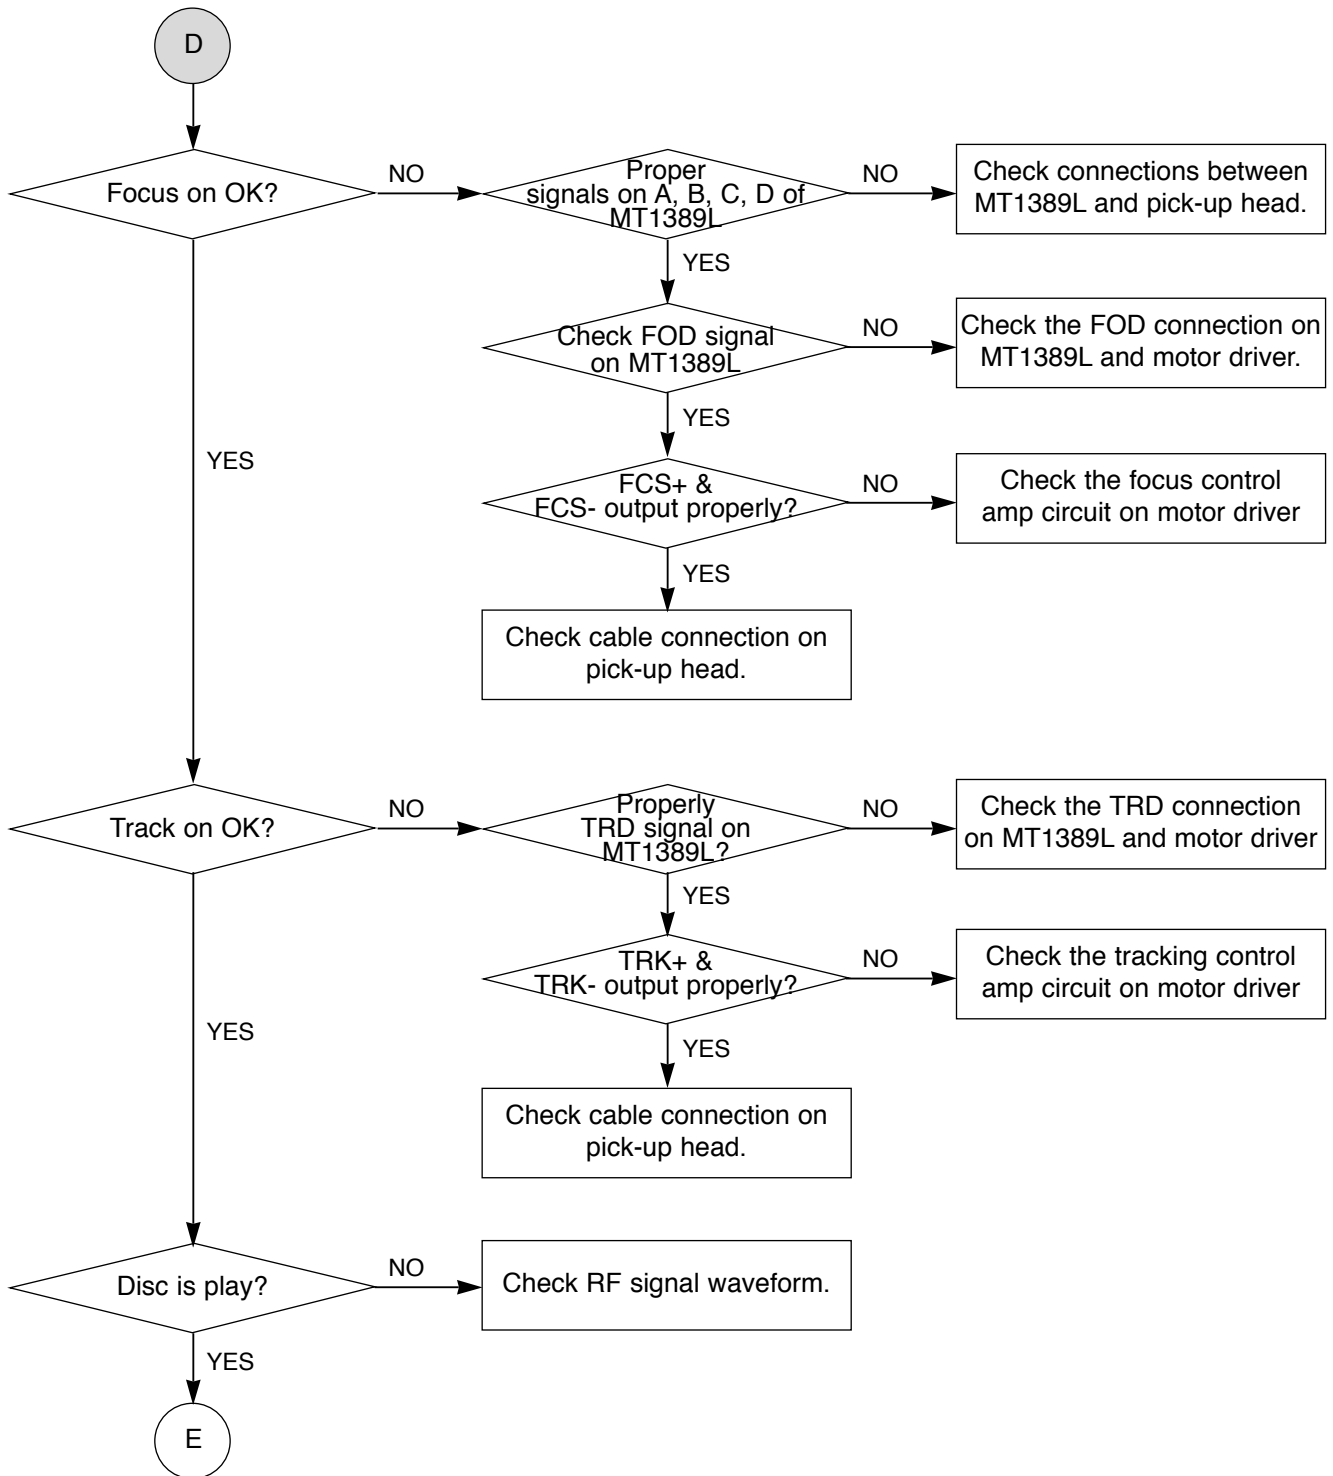 D
Focus on OK?
NO
Proper
signals on A, B, C, D of
MT1389L
NO
Check connections between
MT1389L and pick-up head.
YES
Check FOD signal
on MT1389L
NO
Check the FOD connection on
MT1389L and motor driver.
YES
FCS+ &
FCS- output properly?
NO
Check the focus control
amp circuit on motor driver
YES
Check cable connection on
pick-up head.
YES
Track on OK?
NO
Properly
TRD signal on
MT1389L?
NO
Check the TRD connection
on MT1389L and motor driver
YES
TRK+ &
TRK- output properly?
NO
Check the tracking control
amp circuit on motor driver
YES
Check cable connection on
pick-up head.
YES
Disc is play?
NO
Check RF signal waveform.
YES
E